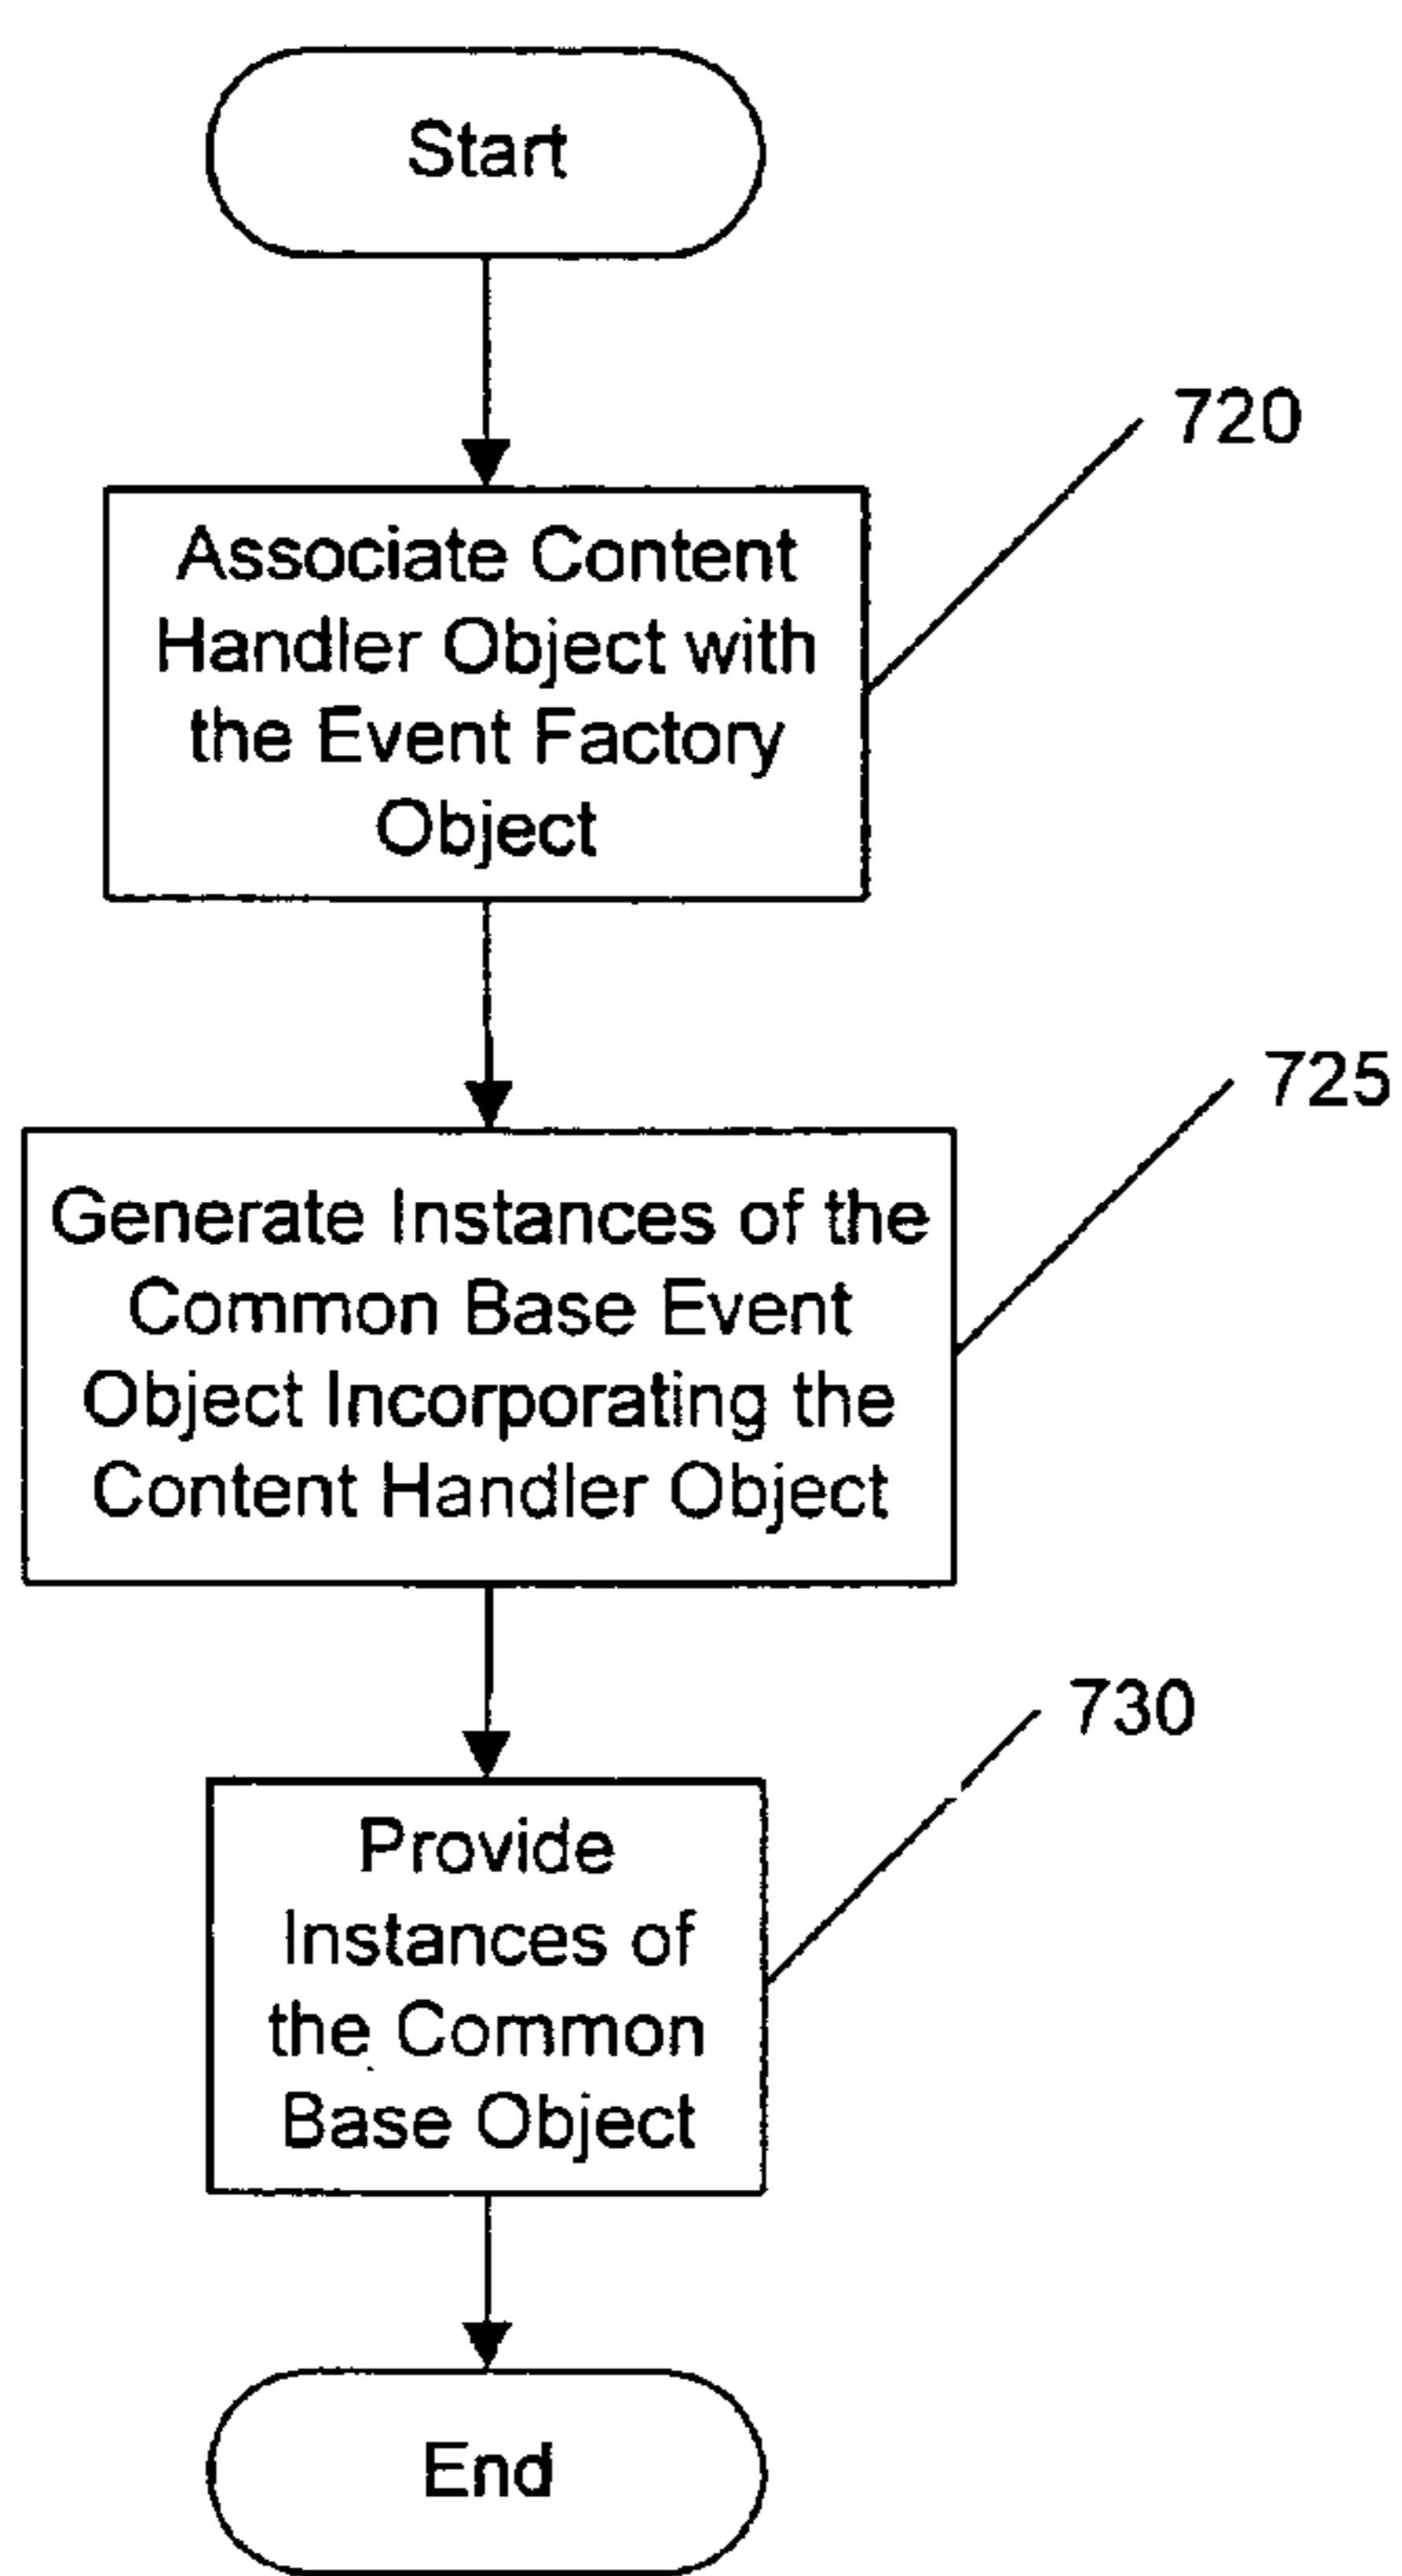 Start
720
Associate Content
Handler Object with
the Event Factory
Object
725
Generate Instances of the
Common Base Event
Object Incorporating the
Content Handler Object
730
Provide
Instances of
the Common
Base Object
End